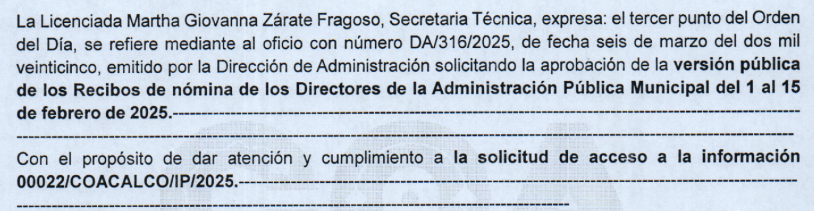 La Licenciada Martha Giovanna Zárate Fragoso, Secretaria Técnica, expresa: el tercer punto del Orden
del Día, se refiere mediante al oficio con número DA/316/2025, de fecha seis de marzo del dos mil
veinticinco, emitido por la Dirección de Administración solicitando la aprobación de la versión pública
de los Recibos de nómina de los Directores de la Administración Pública Municipal del 1 al 15
de febrero de 2025.------------------------------------------------------------------------------------------
------------------------------------------------------------------------------------------------------------------
Con el propósito de dar atención y cumplimiento a la solicitud de acceso a la información
00022/COACALCO/IP/2025.--------------------------------------------------------------------------------
--------------------------------------------------------------------------------